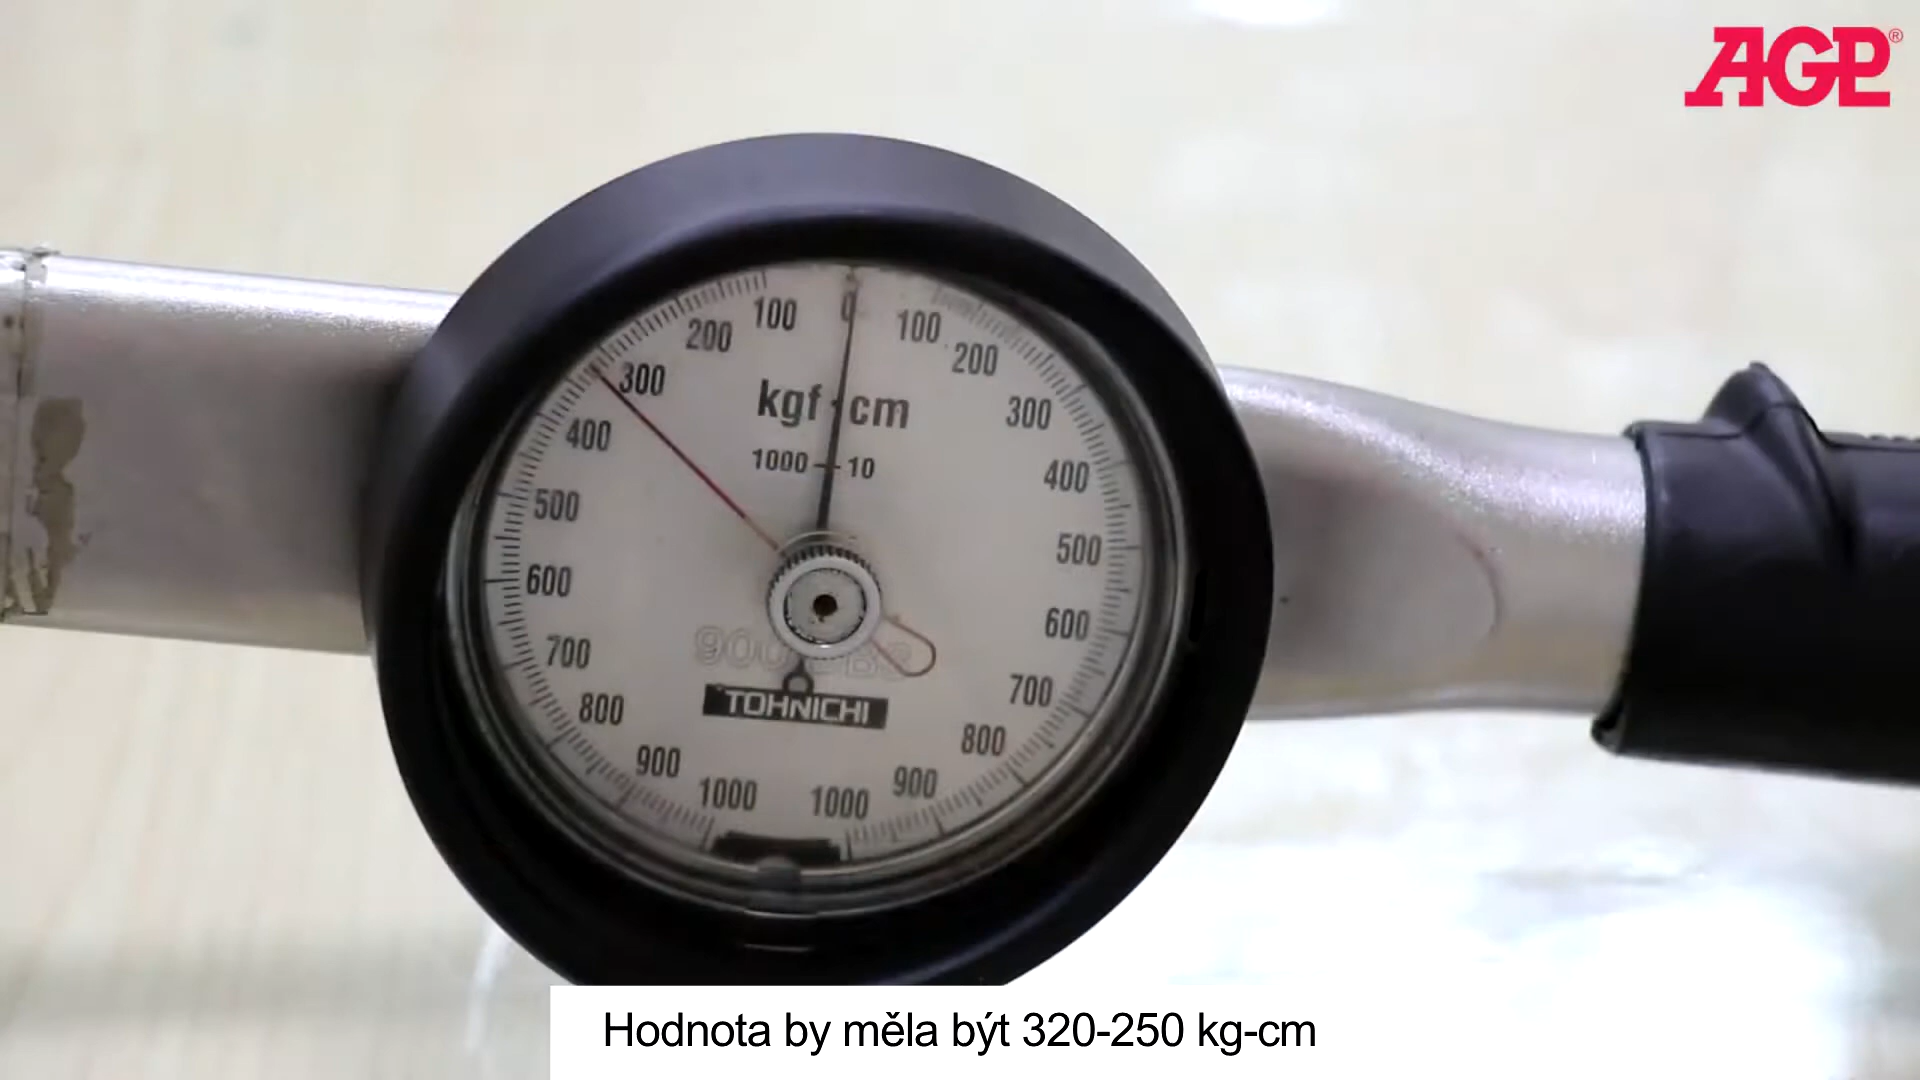 AGP®
100 0 100
200 200
300 300
kgf·cm
400 400
1000 10
500 500
600 600
700 700
TOHNICHI
800 800
900 900
1000 1000
Hodnota by měla být 320-250 kg-cm